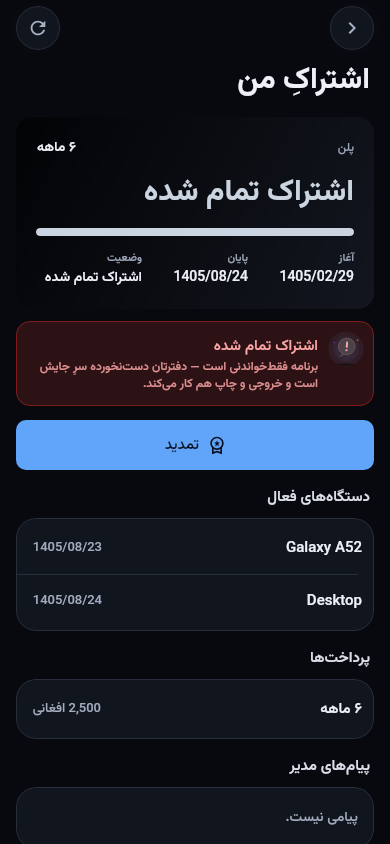 اشتراکِ من
پلن
۶ ماهه
اشتراک تمام شده
آغاز
پایان
وضعیت
1405/02/29
1405/08/24
اشتراک تمام شده
اشتراک تمام شده
برنامه فقط‌خواندنی است — دفترتان دست‌نخورده سرِ جایش
است و خروجی و چاپ هم کار می‌کند.
تمدید
دستگاه‌های فعال
Galaxy A52
1405/08/23
Desktop
1405/08/24
پرداخت‌ها
۶ ماهه
2,500 افغانی
پیام‌های مدیر
پیامی نیست.